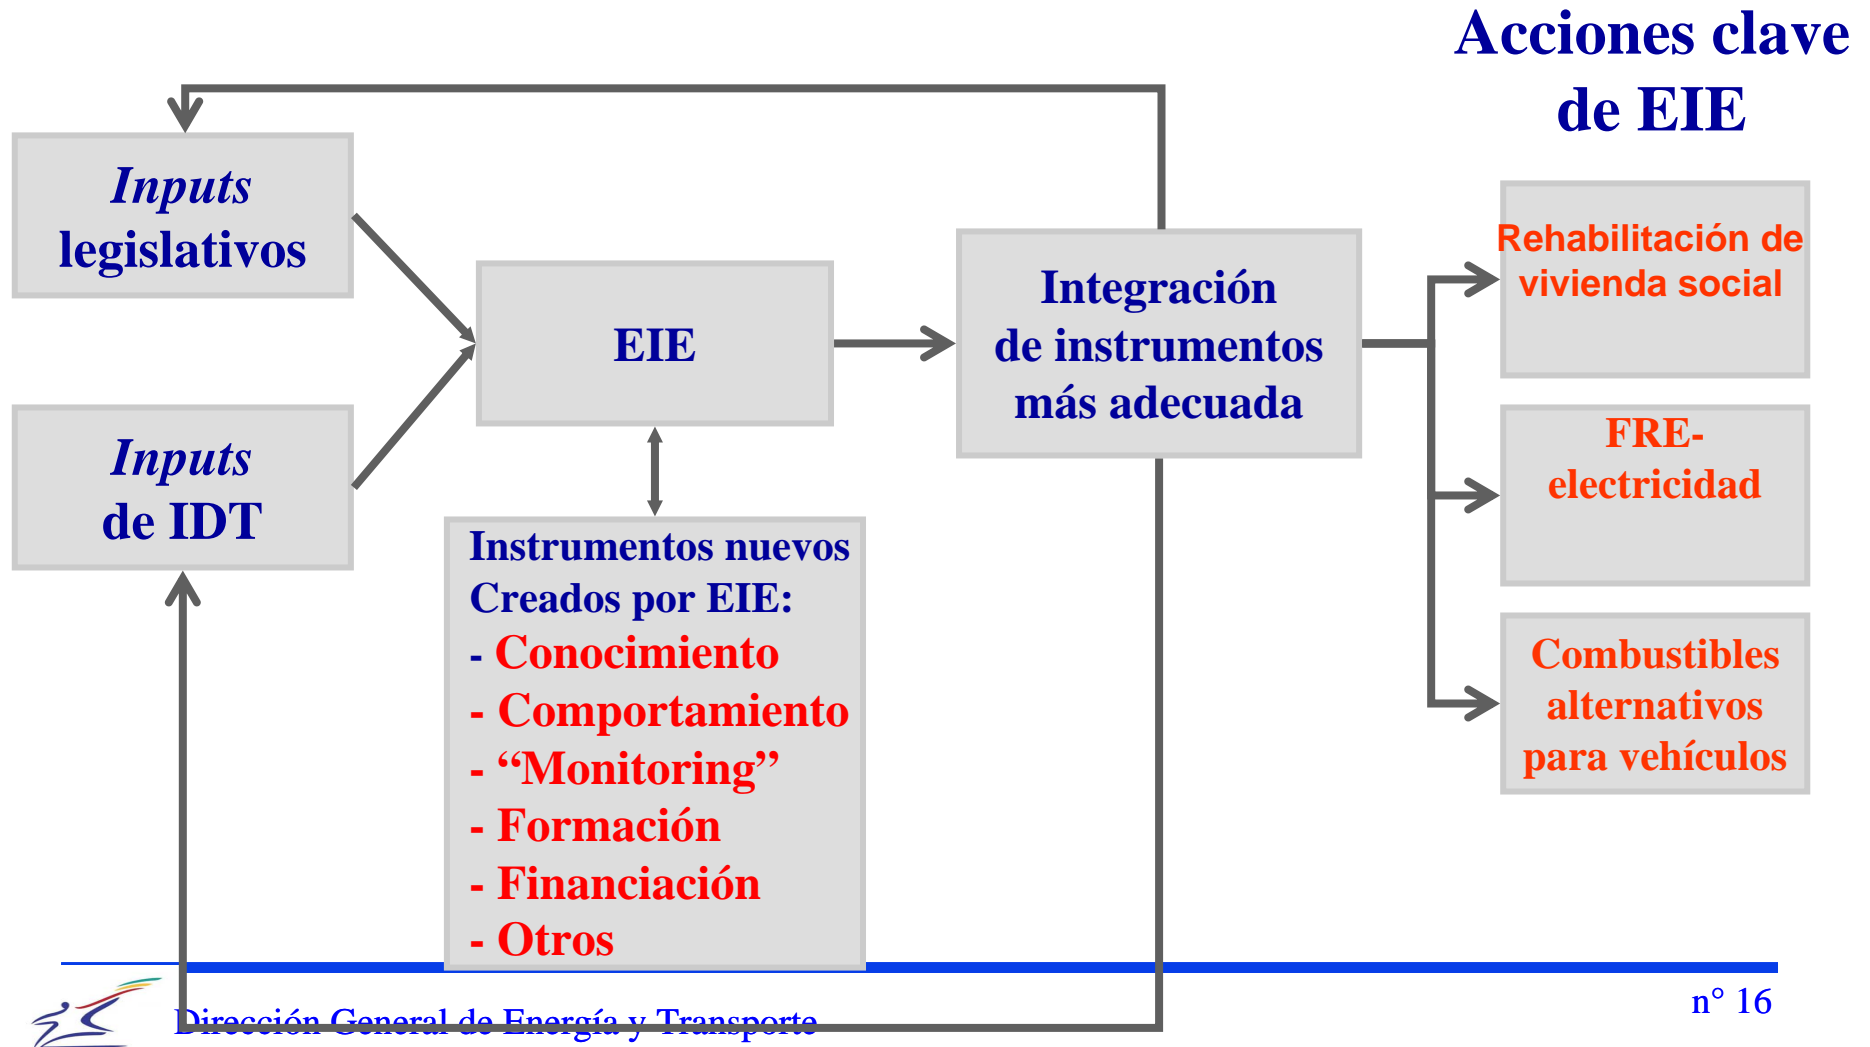 Acciones clave
de EIE
Inputs
legislativos
Inputs
de IDT
EIE
Instrumentos nuevos
Creados por EIE:
- Conocimiento
- Comportamiento
- “Monitoring”
- Formación
- Financiación
- Otros
Integración
de instrumentos
más adecuada
Rehabilitación de
vivienda social
FRE-
electricidad
Combustibles
alternativos
para vehículos
Dirección General de Energía y Transporte
n° 16